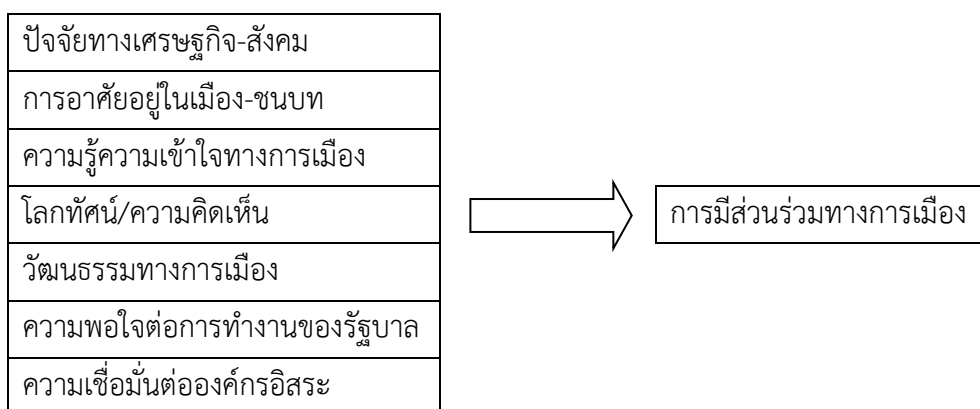 ปัจจัยทางเศรษฐกิจ-สังคม
การอาศัยอยู่ในเมือง-ชนบท
ความรู้ความเข้าใจทางการเมือง
โลกทัศน์/ความคิดเห็น
วัฒนธรรมทางการเมือง
ความพอใจต่อการทำงานของรัฐบาล
ความเชื่อมั่นต่อองค์กรอิสระ
การมีส่วนร่วมทางการเมือง